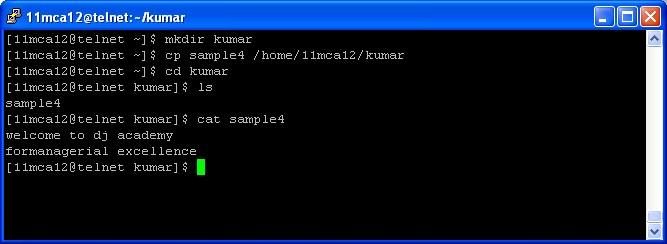 11mca12@telnet:~/kumar
[11mca12@telnet ~]$ mkdir kumar
[11mca12@telnet ~]$ cp sample4 /home/11mca12/kumar
[11mca12@telnet ~]$ cd kumar
[11mca12@telnet kumar]$ ls
sample4
[11mca12@telnet kumar]$ cat sample4
welcome to dj academy
formanagerial excellence
[11mca12@telnet kumar]$